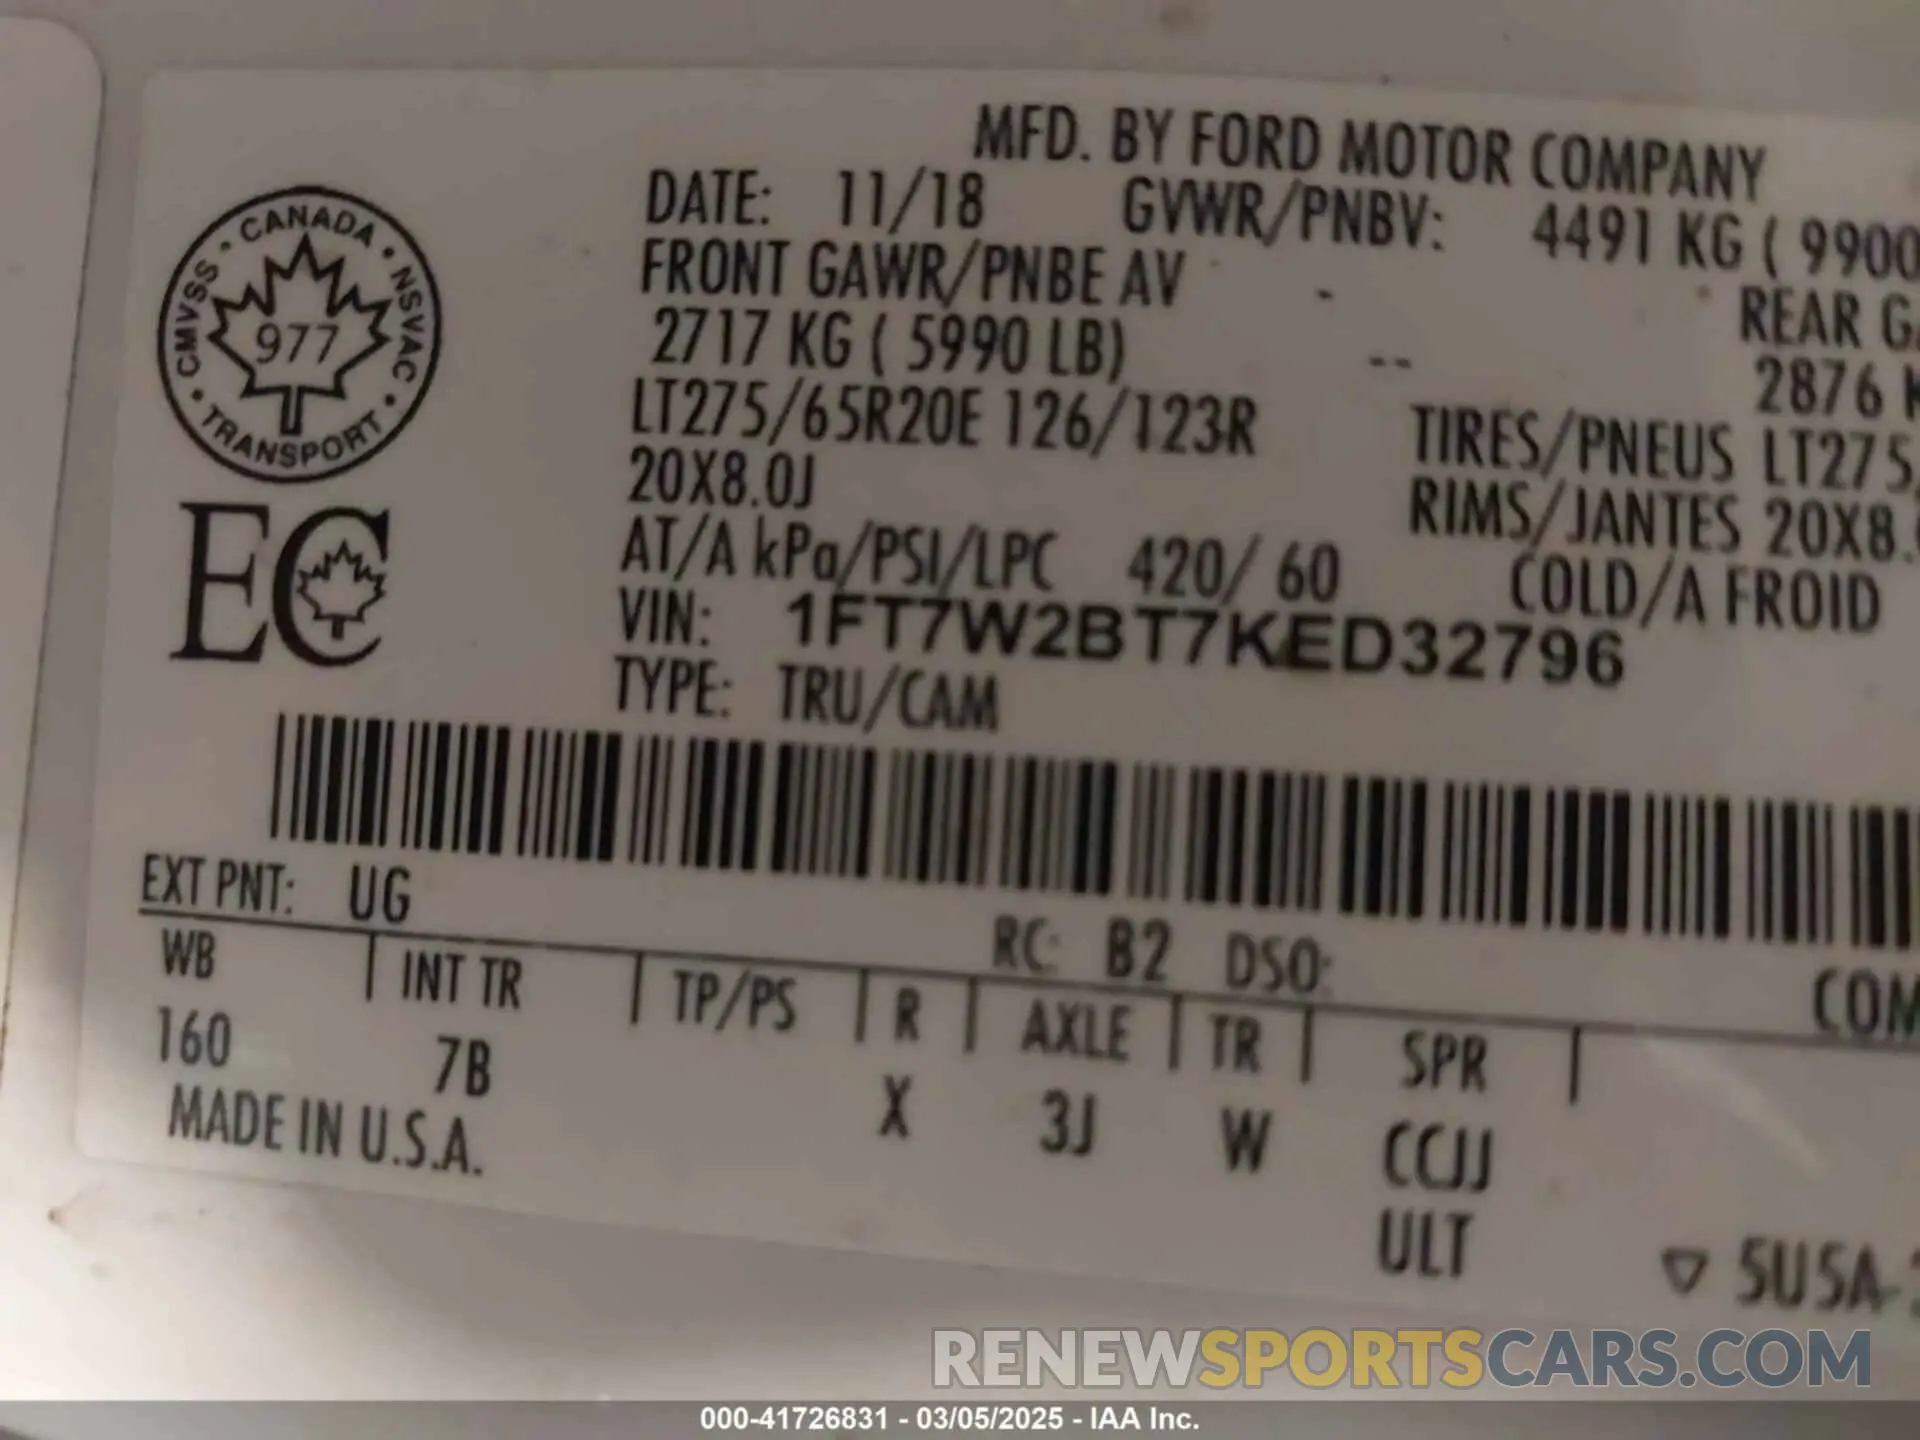 MFD. BY FORD MOTOR COMPANY
DATE: 11/18 GVWR/PNBV: 4491 KG ( 9900
FRONT GAWR/PNBE AV
REAR
2717 KG ( 5990 LB)
2876
LT275/65R20E 126/123R
TIRES/PNEUS LT275
20X8.0J
RIMS/JANTES 20X8.
AT/A kPa/PSI/LPC 420/ 60
COLD/A FROID
VIN: 1FT7W2BT7KED32796
TYPE: TRU/CAM
CANADA • NSVAC • TRANSPORT • CMVSS •
977
EC
EXT PNT: UG
RC: B2 DSO:
WB INT TR TP/PS R AXLE TR SPR
160 7B X 3J W CCJJ
MADE IN U.S.A.
ULT
▽ 5U5A-
RENEWSPORTSCARS.COM
000-41726831 - 03/05/2025 - IAA Inc.